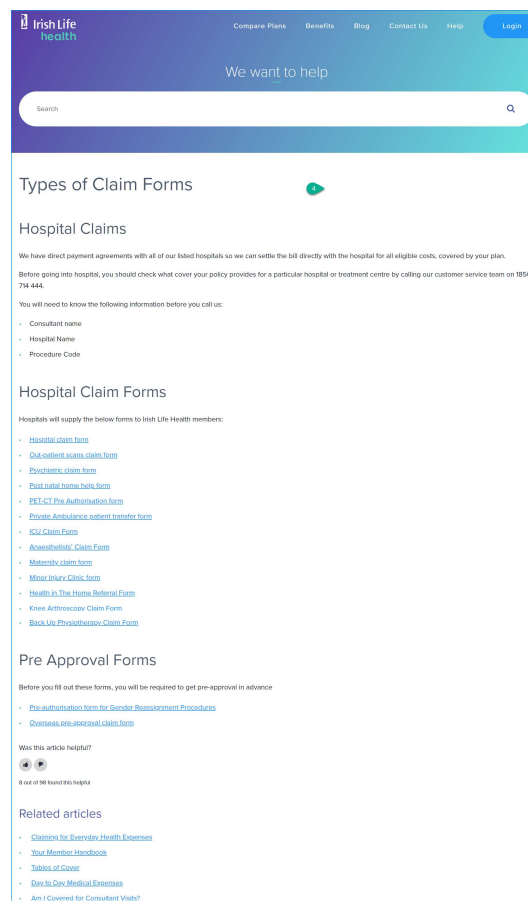 Irish Life
health
Compare Plans Benefits Blog Contact Us Help Login
We want to help
Search
Types of Claim Forms
4
Hospital Claims
We have direct payment agreements with all of our listed hospitals so we can settle the bill directly with the hospital for all eligible costs, covered by your plan.
Before going into hospital, you should check what cover your policy provides for a particular hospital or treatment centre by calling our customer service team on 1850
714 444.
You will need to know the following information before you call us:
Consultant name
Hospital Name
Procedure Code
Hospital Claim Forms
Hospitals will supply the below forms to Irish Life Health members:
Hospital claim form
Out-patient scans claim form
Psychiatric claim form
Post natal home help form
PET-CT Pre Authorisation form
Private Ambulance patient transfer form
ICU Claim Form
Anaesthetists' Claim Form
Maternity claim form
Minor Injury Clinic form
Health in The Home Referral Form
Knee Arthroscopy Claim Form
Back Up Physiotherapy Claim Form
Pre Approval Forms
Before you fill out these forms, you will be required to get pre-approval in advance
Pre-authorisation form for Gender Reassignment Procedures
Overseas pre-approval claim form
Was this article helpful?
8 out of 98 found this helpful
Related articles
Claiming for Everyday Health Expenses
Your Member Handbook
Tables of Cover
Day to Day Medical Expenses
Am I Covered for Consultant Visits?